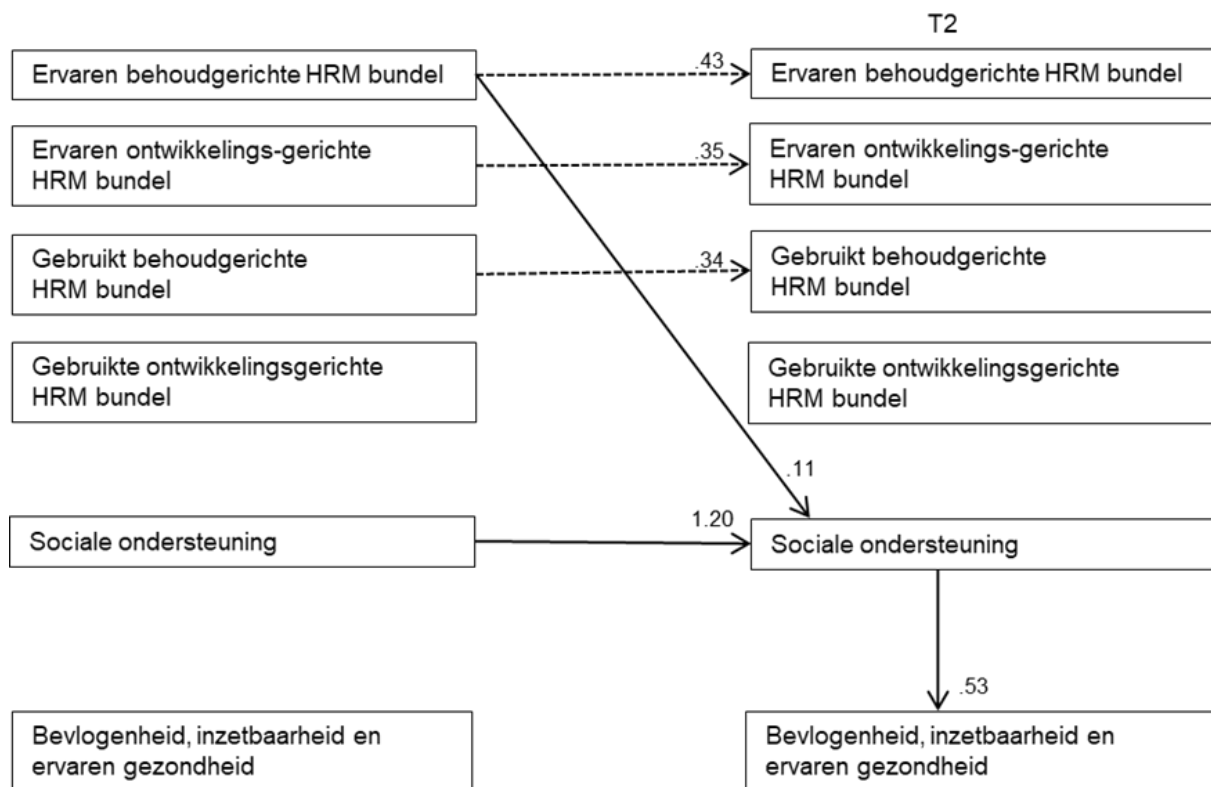 T2
Ervaren behoudgerichte HRM bundel
.43
Ervaren behoudgerichte HRM bundel
Ervaren ontwikkelings-gerichte
HRM bundel
.35
Ervaren ontwikkelings-gerichte
HRM bundel
Gebruikt behoudgerichte
HRM bundel
.34
Gebruikt behoudgerichte
HRM bundel
Gebruikte ontwikkelingsgerichte
HRM bundel
Gebruikte ontwikkelingsgerichte
HRM bundel
.11
Sociale ondersteuning
1.20
Sociale ondersteuning
.53
Bevlogenheid, inzetbaarheid en
ervaren gezondheid
Bevlogenheid, inzetbaarheid en
ervaren gezondheid